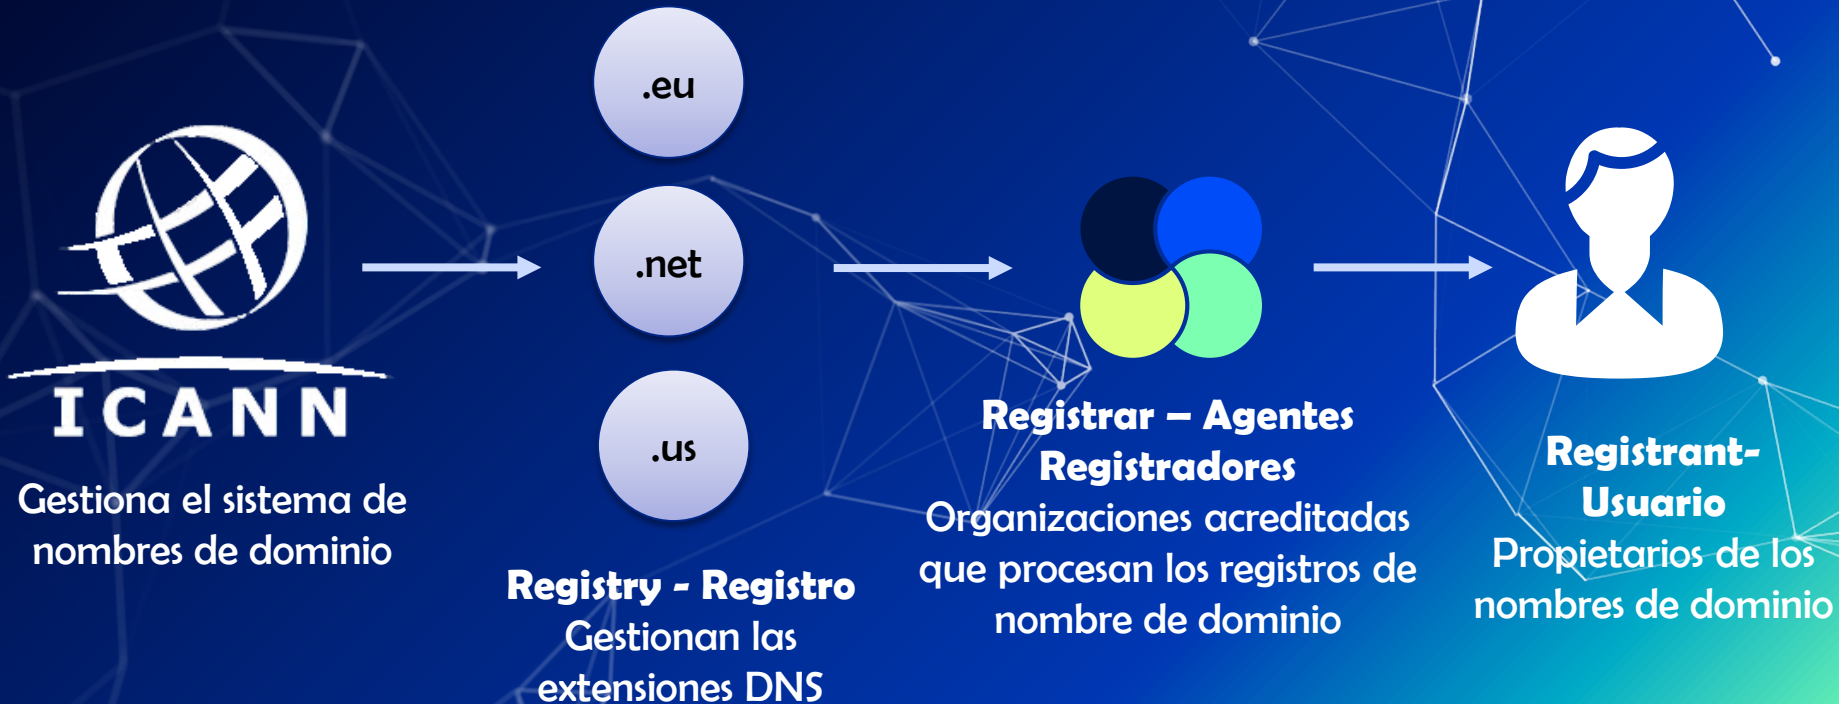 ICANN
Gestiona el sistema de
nombres de dominio
.eu
.net
.us
Registry - Registro
Gestionan las
extensiones DNS
Registrar – Agentes
Registradores
Organizaciones acreditadas
que procesan los registros de
nombre de dominio
Registrant-
Usuario
Propietarios de los
nombres de dominio